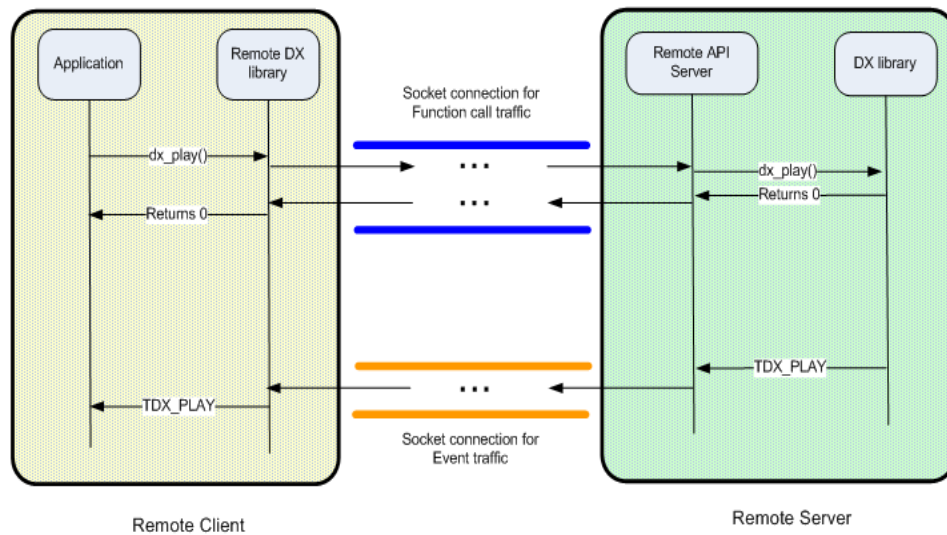 Application
Remote DX
library
Remote API
Server
DX library
Socket connection for
Function call traffic
dx_play()
...
dx_play()
Returns 0
...
Returns 0
TDX_PLAY
...
TDX_PLAY
Socket connection for
Event traffic
Remote Client
Remote Server